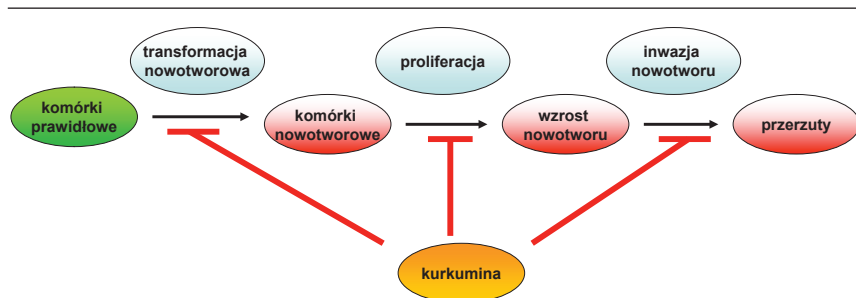 transformacja
nowotworowa
proliferacja
inwazja
nowotworu
komórki
prawidłowe
komórki
nowotworowe
wzrost
nowotworu
przerzuty
kurkumina